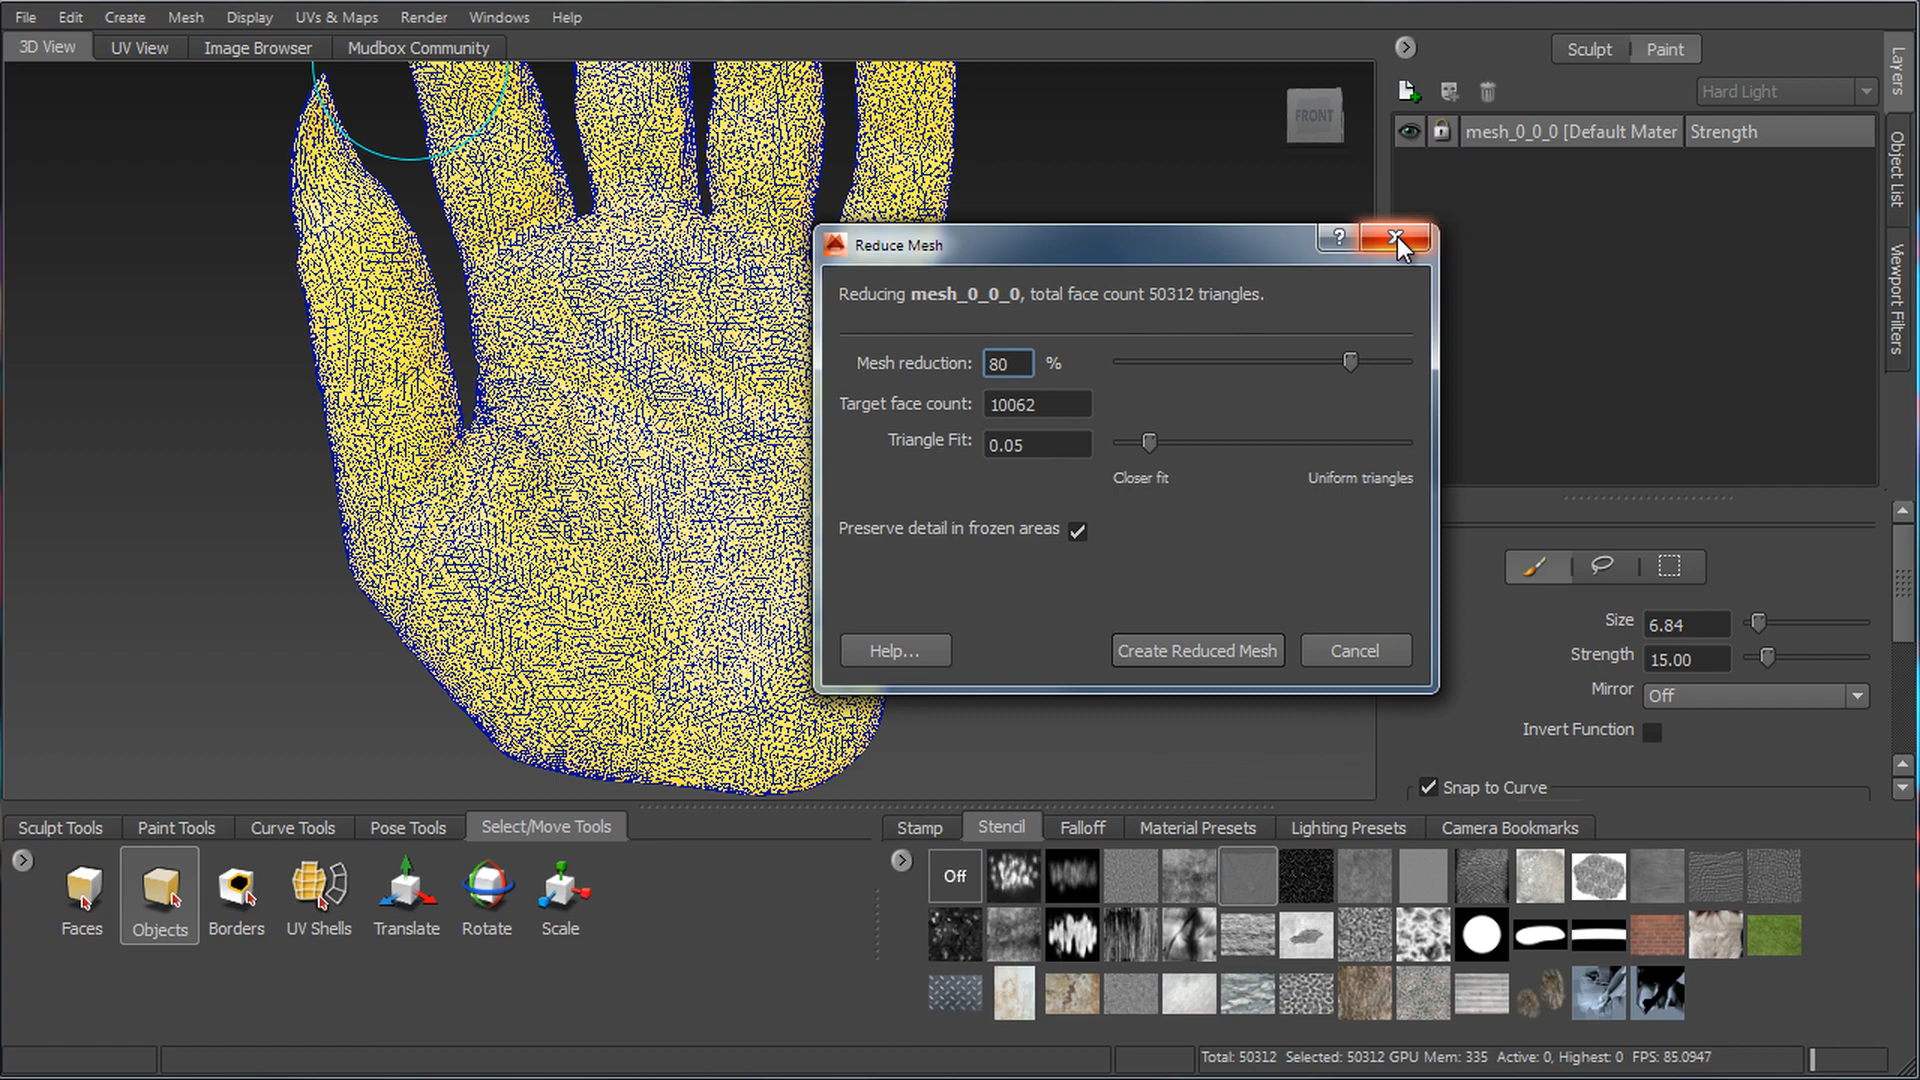 File Edit Create Mesh Display UVs & Maps Render Windows Help
3D View UV View Image Browser Mudbox Community
Sculpt Paint
Layers
Object List
Viewport Filters
Hard Light
mesh_0_0_0 [Default Mater Strength
FRONT
Reduce Mesh
?
Reducing mesh_0_0_0, total face count 50312 triangles.
Mesh reduction: 80 %
Target face count: 10062
Triangle Fit: 0.05
Closer fit Uniform triangles
Preserve detail in frozen areas
Help... Create Reduced Mesh Cancel
Size 6.84
Strength 15.00
Mirror Off
Invert Function
Snap to Curve
Sculpt Tools Paint Tools Curve Tools Pose Tools Select/Move Tools
Faces Objects Borders UV Shells Translate Rotate Scale
Stamp Stencil Falloff Material Presets Lighting Presets Camera Bookmarks
Off
Total: 50312 Selected: 50312 GPU Mem: 335 Active: 0, Highest: 0 FPS: 85.0947